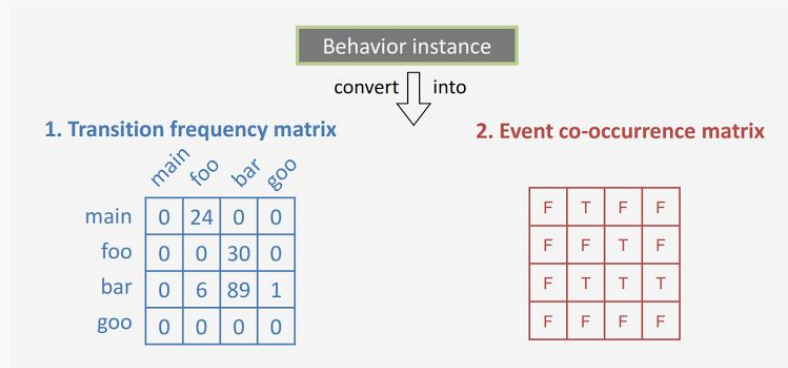 Behavior instance
convert into
1. Transition frequency matrix
2. Event co-occurrence matrix
main foo bar goo
main 0 24 0 0
foo 0 0 30 0
bar 0 6 89 1
goo 0 0 0 0
F T F F
F F T F
F T T T
F F F F